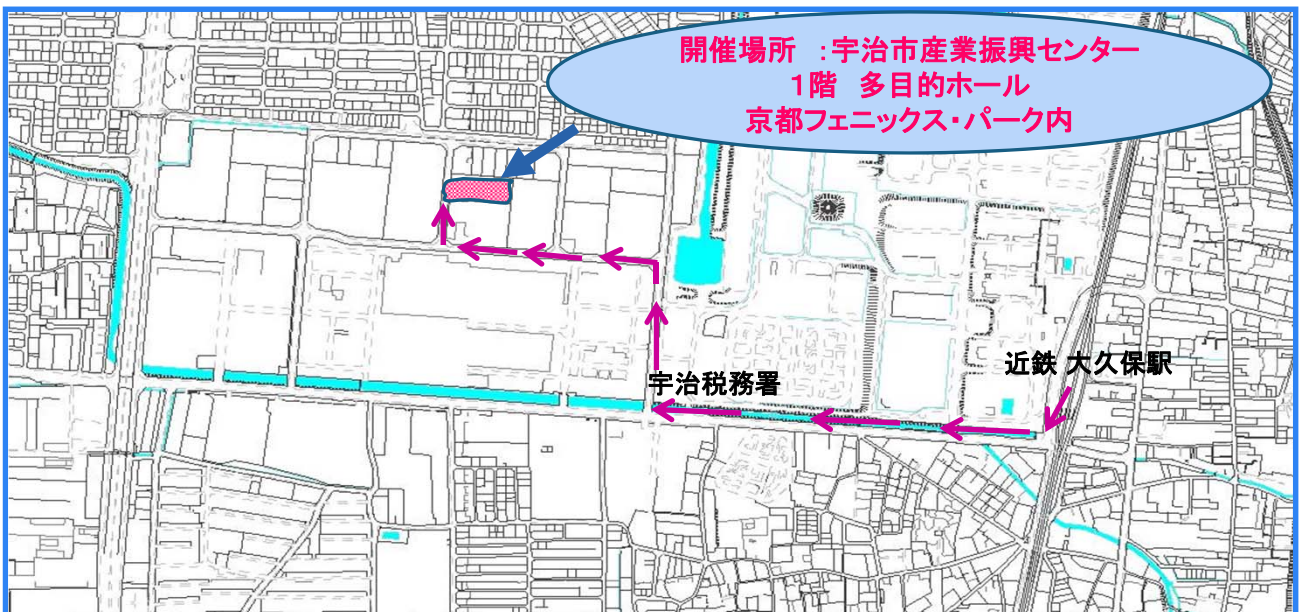 開催場所 :宇治市産業振興センター
1階 多目的ホール
京都フェニックス・パーク内
近鉄 大久保駅
宇治税務署